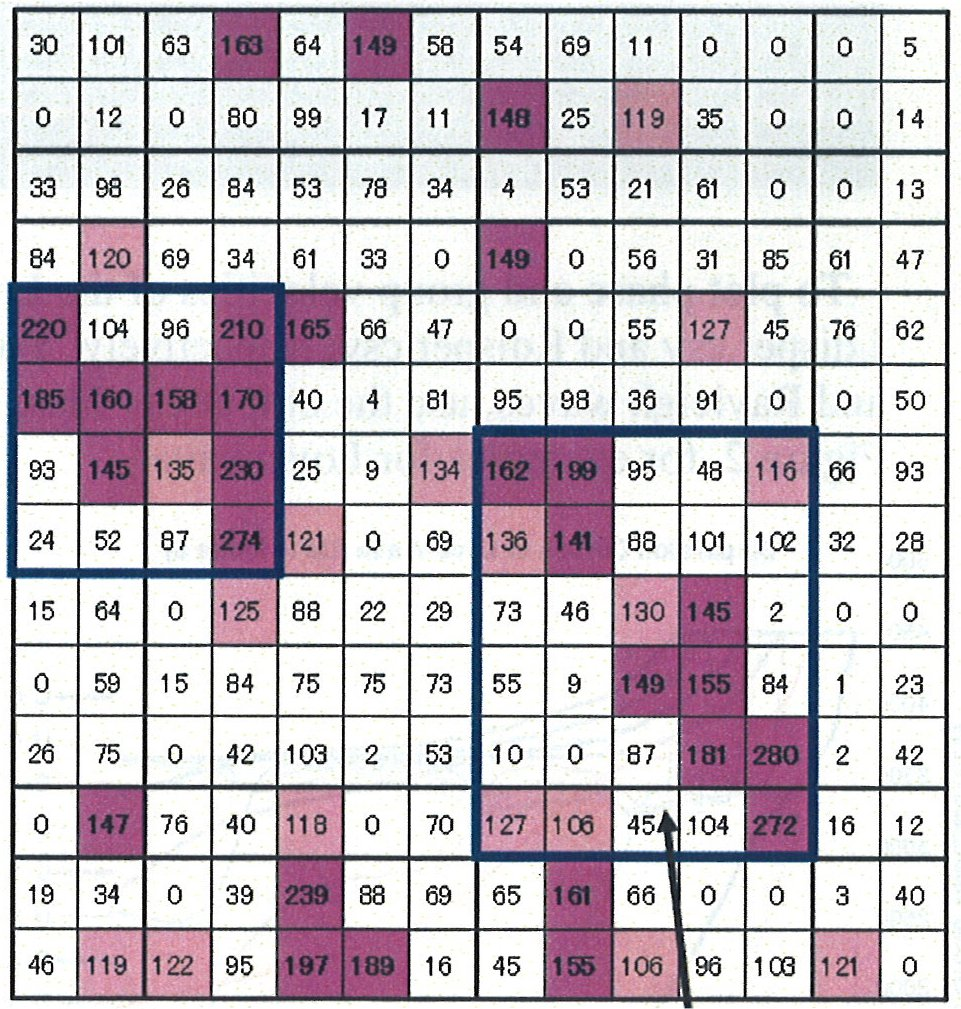 30 101 63 163 64 149 58 54 69 11 0 0 0 5
0 12 0 80 99 17 11 148 25 119 35 0 0 14
33 98 26 84 53 78 34 4 53 21 61 0 0 13
84 120 69 34 61 33 0 149 0 56 31 85 61 47
220 104 96 210 165 66 47 0 0 55 127 45 76 62
185 160 158 170 40 4 81 95 98 36 91 0 0 50
93 145 135 230 25 9 134 162 199 95 48 116 66 93
24 52 87 274 121 0 69 136 141 88 101 102 32 28
15 64 0 125 88 22 29 73 46 130 145 2 0 0
0 59 15 84 75 75 73 55 9 149 155 84 1 23
26 75 0 42 103 2 53 10 0 87 181 280 2 42
0 147 76 40 118 0 70 127 106 45 104 272 16 12
19 34 0 39 239 88 69 65 161 66 0 0 3 40
46 119 122 95 197 189 16 45 155 106 96 103 121 0